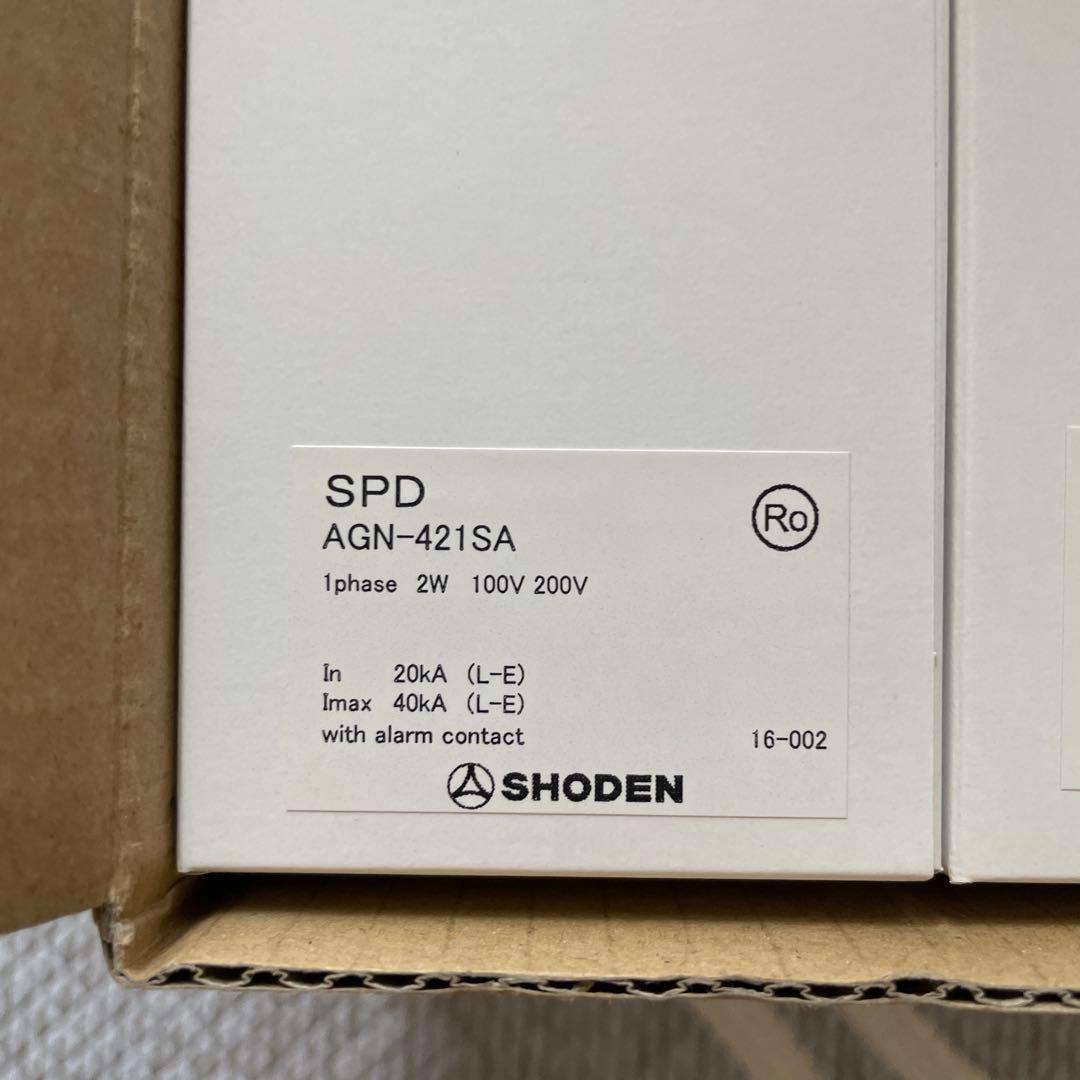 SPD
Ro
AGN-421SA
1phase 2W 100V 200V
In 20kA (L-E)
Imax 40kA (L-E)
with alarm contact
16-002
SHODEN